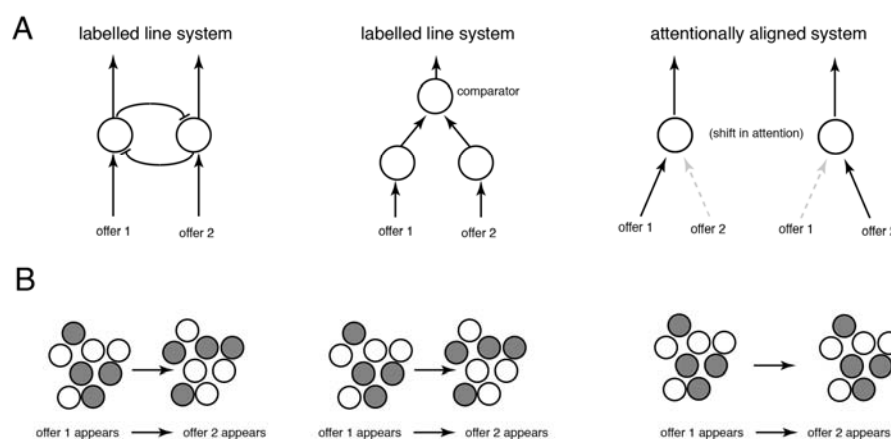 A
labelled line system
labelled line system
attentionally aligned system
comparator
(shift in attention)
offer 1
offer 2
offer 1
offer 2
offer 1
offer 2
offer 1
offer 2
B
offer 1 appears
offer 2 appears
offer 1 appears
offer 2 appears
offer 1 appears
offer 2 appears